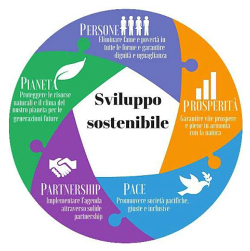 PERSONE
Eliminare fame e povertà in
tutte le forme e garantire
dignità e uguaglianza
PIANETA
Proteggere le risorse
naturali e il clima del
nostro pianeta per le
generazioni future
Sviluppo
sostenibile
PROSPERITÀ
Garantire vite prospere
e piene in armonia
con la natura
PARTNERSHIP
Implementare l'agenda
attraverso solide
partnership
PACE
Promuovere società pacifiche,
giuste e inclusive